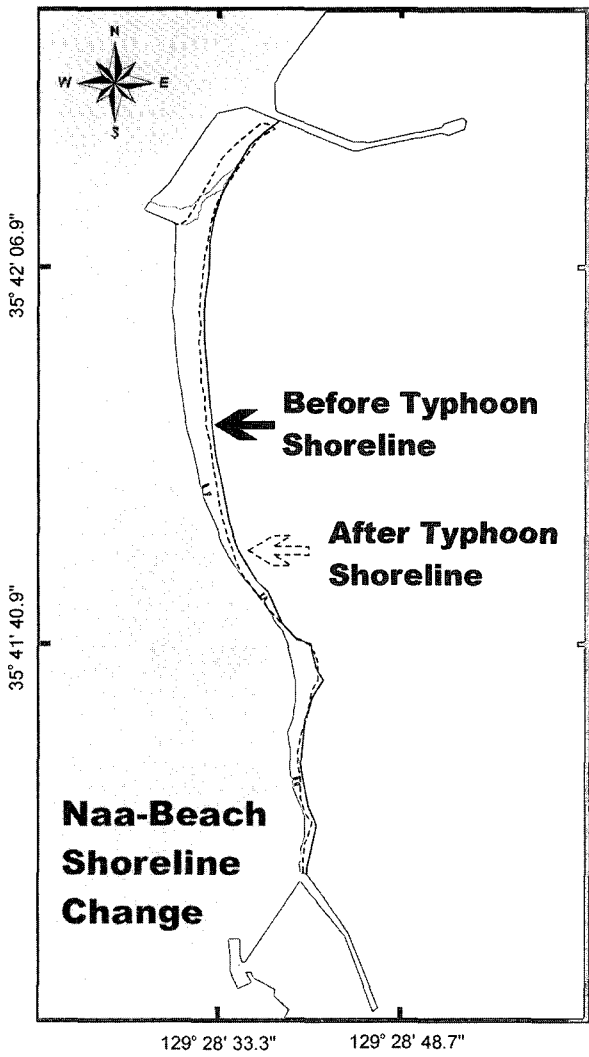 N
W E
S
35° 42' 06.9"
Before Typhoon
Shoreline
After Typhoon
Shoreline
35° 41' 40.9"
Naa-Beach
Shoreline
Change
129° 28' 33.3" 129° 28' 48.7"